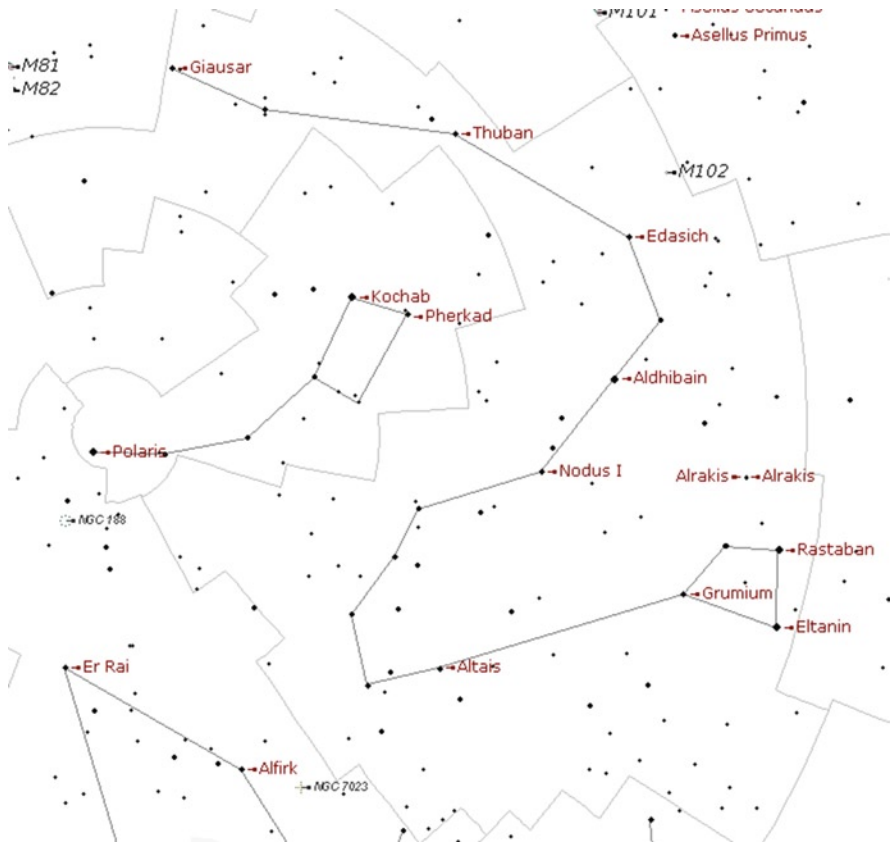 M101
Asellus Primus
M81
Giausar
M82
Thuban
M102
Edasich
Kochab
Pherkad
Aldhibain
Polaris
Nodus I
Alrakis
Alrakis
NGC 188
Rastaban
Grumium
Eltanin
Er Rai
Altais
Alfirk
NGC 7023